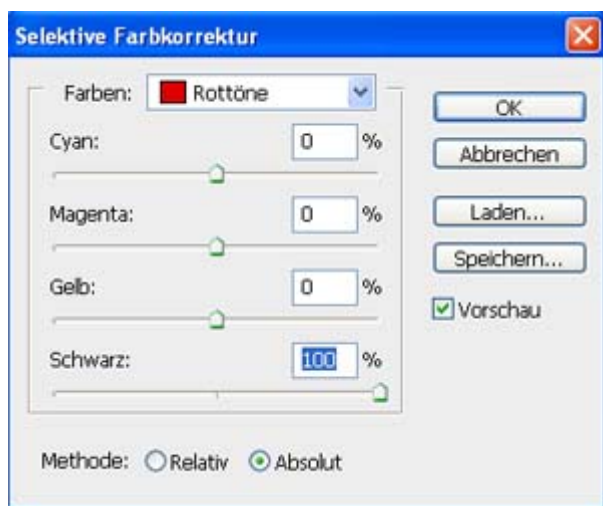 Selektive Farbkorrektur
Farben: Rottöne
OK
Cyan: 0 %
Abbrechen
Magenta: 0 %
Laden...
Speichern...
Gelb: 0 %
Vorschau
Schwarz: 100 %
Methode: Relativ Absolut